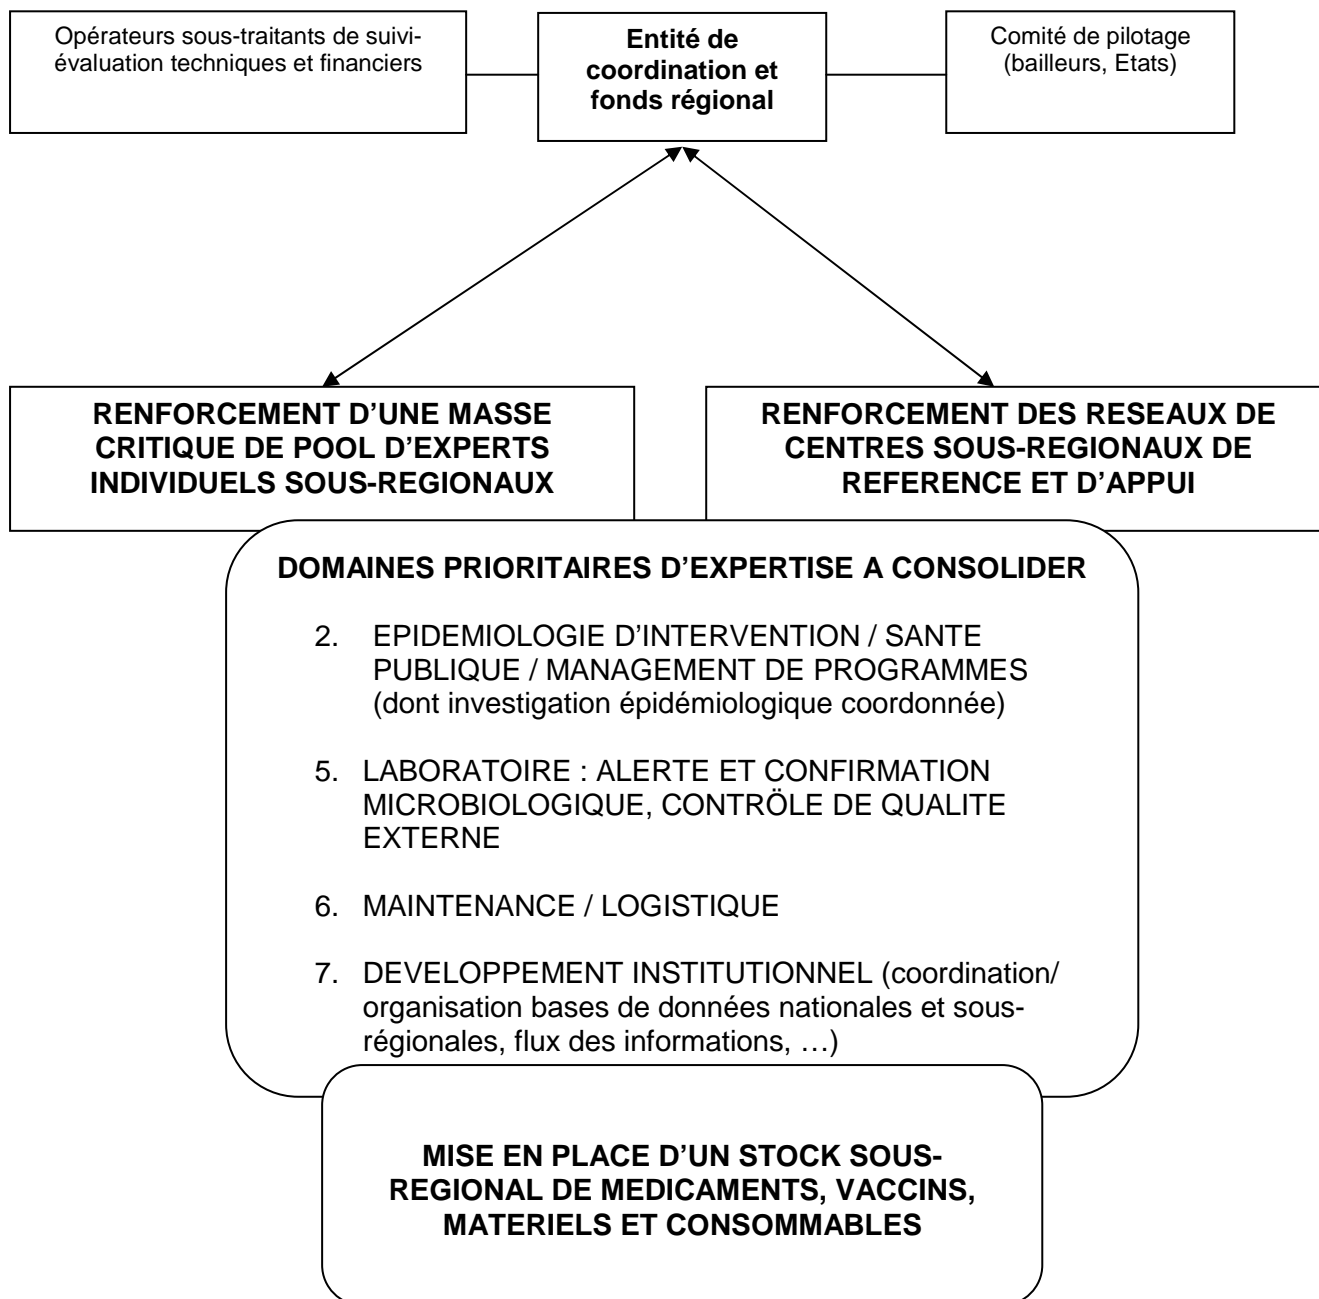 Opérateurs sous-traitants de suivi-
évaluation techniques et financiers
Entité de
coordination et
fonds régional
Comité de pilotage
(bailleurs, Etats)
RENFORCEMENT D’UNE MASSE
CRITIQUE DE POOL D’EXPERTS
INDIVIDUELS SOUS-REGIONAUX
RENFORCEMENT DES RESEAUX DE
CENTRES SOUS-REGIONAUX DE
REFERENCE ET D’APPUI
DOMAINES PRIORITAIRES D’EXPERTISE A CONSOLIDER
2. EPIDEMIOLOGIE D’INTERVENTION / SANTE
PUBLIQUE / MANAGEMENT DE PROGRAMMES
(dont investigation épidémiologique coordonnée)
5. LABORATOIRE : ALERTE ET CONFIRMATION
MICROBIOLOGIQUE, CONTRÖLE DE QUALITE
EXTERNE
6. MAINTENANCE / LOGISTIQUE
7. DEVELOPPEMENT INSTITUTIONNEL (coordination/
organisation bases de données nationales et sous-
régionales, flux des informations, …)
MISE EN PLACE D’UN STOCK SOUS-
REGIONAL DE MEDICAMENTS, VACCINS,
MATERIELS ET CONSOMMABLES